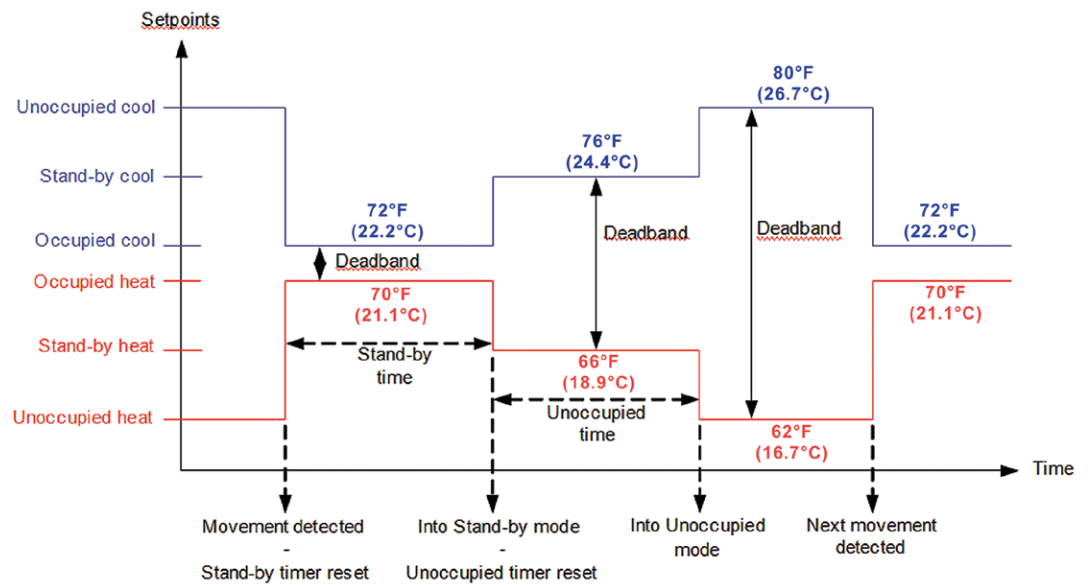 Setpoints
Unoccupied cool
Stand-by cool
Occupied cool
Occupied heat
Stand-by heat
Unoccupied heat
72°F
(22.2°C)
Deadband
70°F
(21.1°C)
Stand-by
time
76°F
(24.4°C)
Deadband
66°F
(18.9°C)
Unoccupied
time
80°F
(26.7°C)
Deadband
62°F
(16.7°C)
72°F
(22.2°C)
70°F
(21.1°C)
Time
Movement detected
-
Stand-by timer reset
Into Stand-by mode
-
Unoccupied timer reset
Into Unoccupied
mode
Next movement
detected